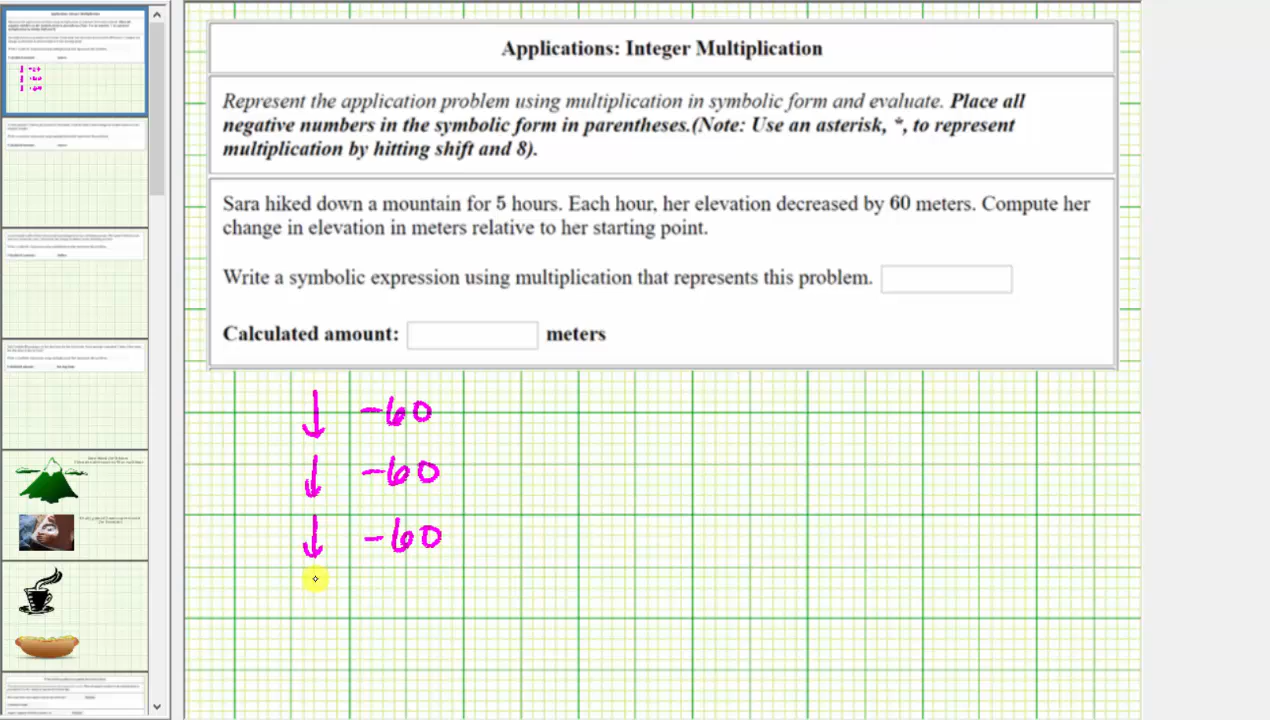 Applications: Integer Multiplication
Represent the application problem using multiplication in symbolic form and evaluate. Place all
negative numbers in the symbolic form in parentheses.(Note: Use an asterisk, *, to represent
multiplication by hitting shift and 8).
Sara hiked down a mountain for 5 hours. Each hour, her elevation decreased by 60 meters. Compute her
change in elevation in meters relative to her starting point.
Write a symbolic expression using multiplication that represents this problem.
Calculated amount: meters
↓ -60
↓ -60
↓ -60